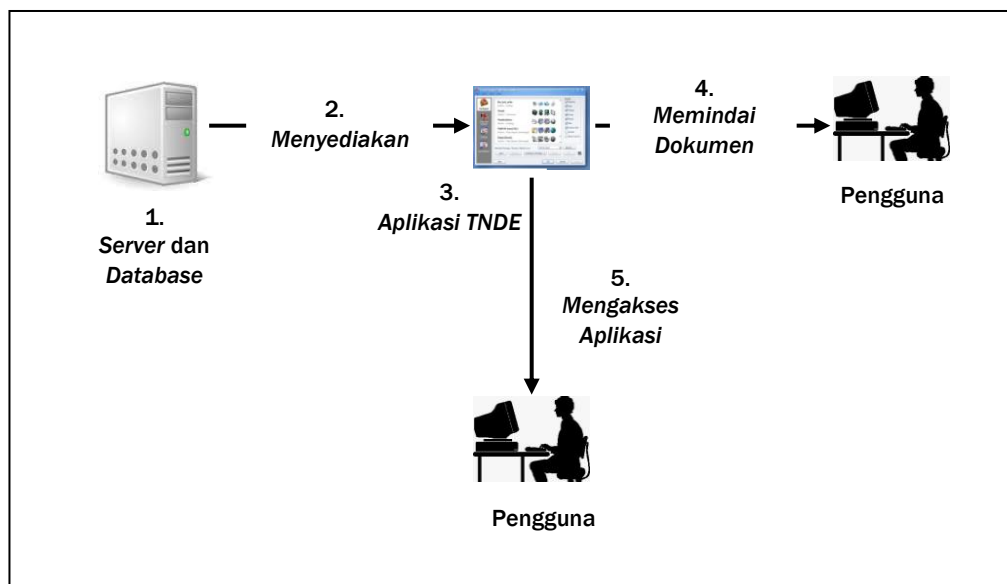 1.
Server dan
Database
2.
Menyediakan
3.
Aplikasi TNDE
4.
Memindai
Dokumen
Pengguna
5.
Mengakses
Aplikasi
Pengguna